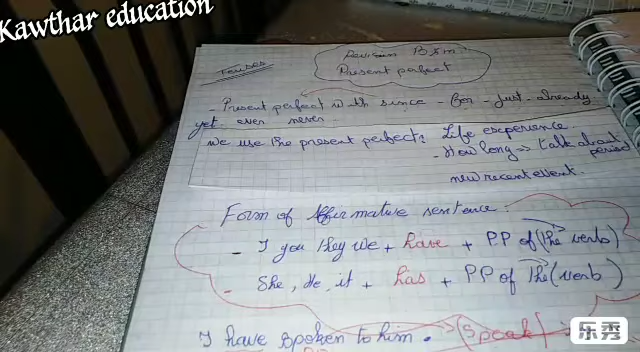 Kawthar education
Tenses
Revision B3m:
Present perfect
- Present perfect with since - for - just - already
yet - ever never.
We use the present perfect: Life experience.
- How long => talk about period
new recent event.
Form of Affirmative sentence.
- I you they we + have + PP of (the verb)
- She, He, it + has + PP of the (verb)
I have spoken to him. (Speak)
乐秀